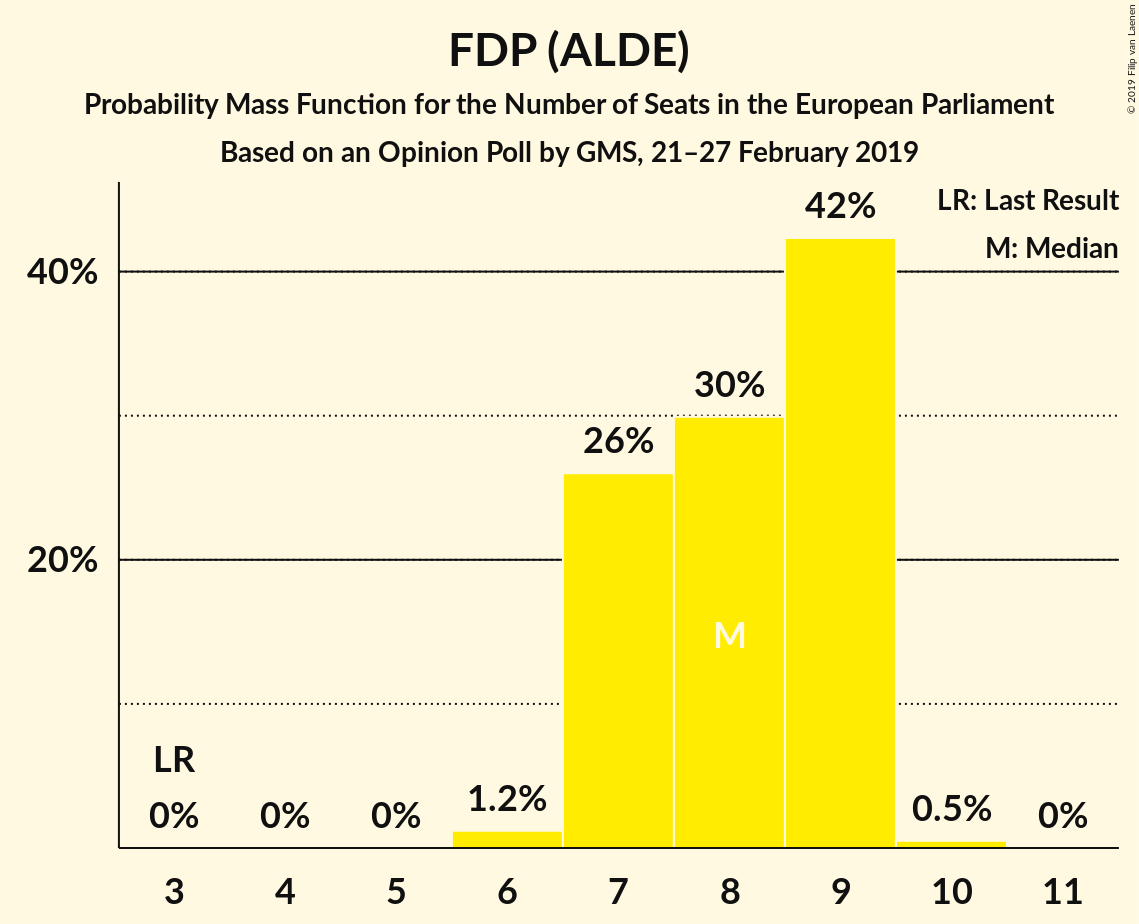 FDP (ALDE)
Probability Mass Function for the Number of Seats in the European Parliament
Based on an Opinion Poll by GMS, 21–27 February 2019
© 2019 Filip van Laenen
LR: Last Result
M: Median
42%
40%
30%
26%
20%
M
LR
0%
0%
0%
1.2%
0.5%
0%
3 4 5 6 7 8 9 10 11